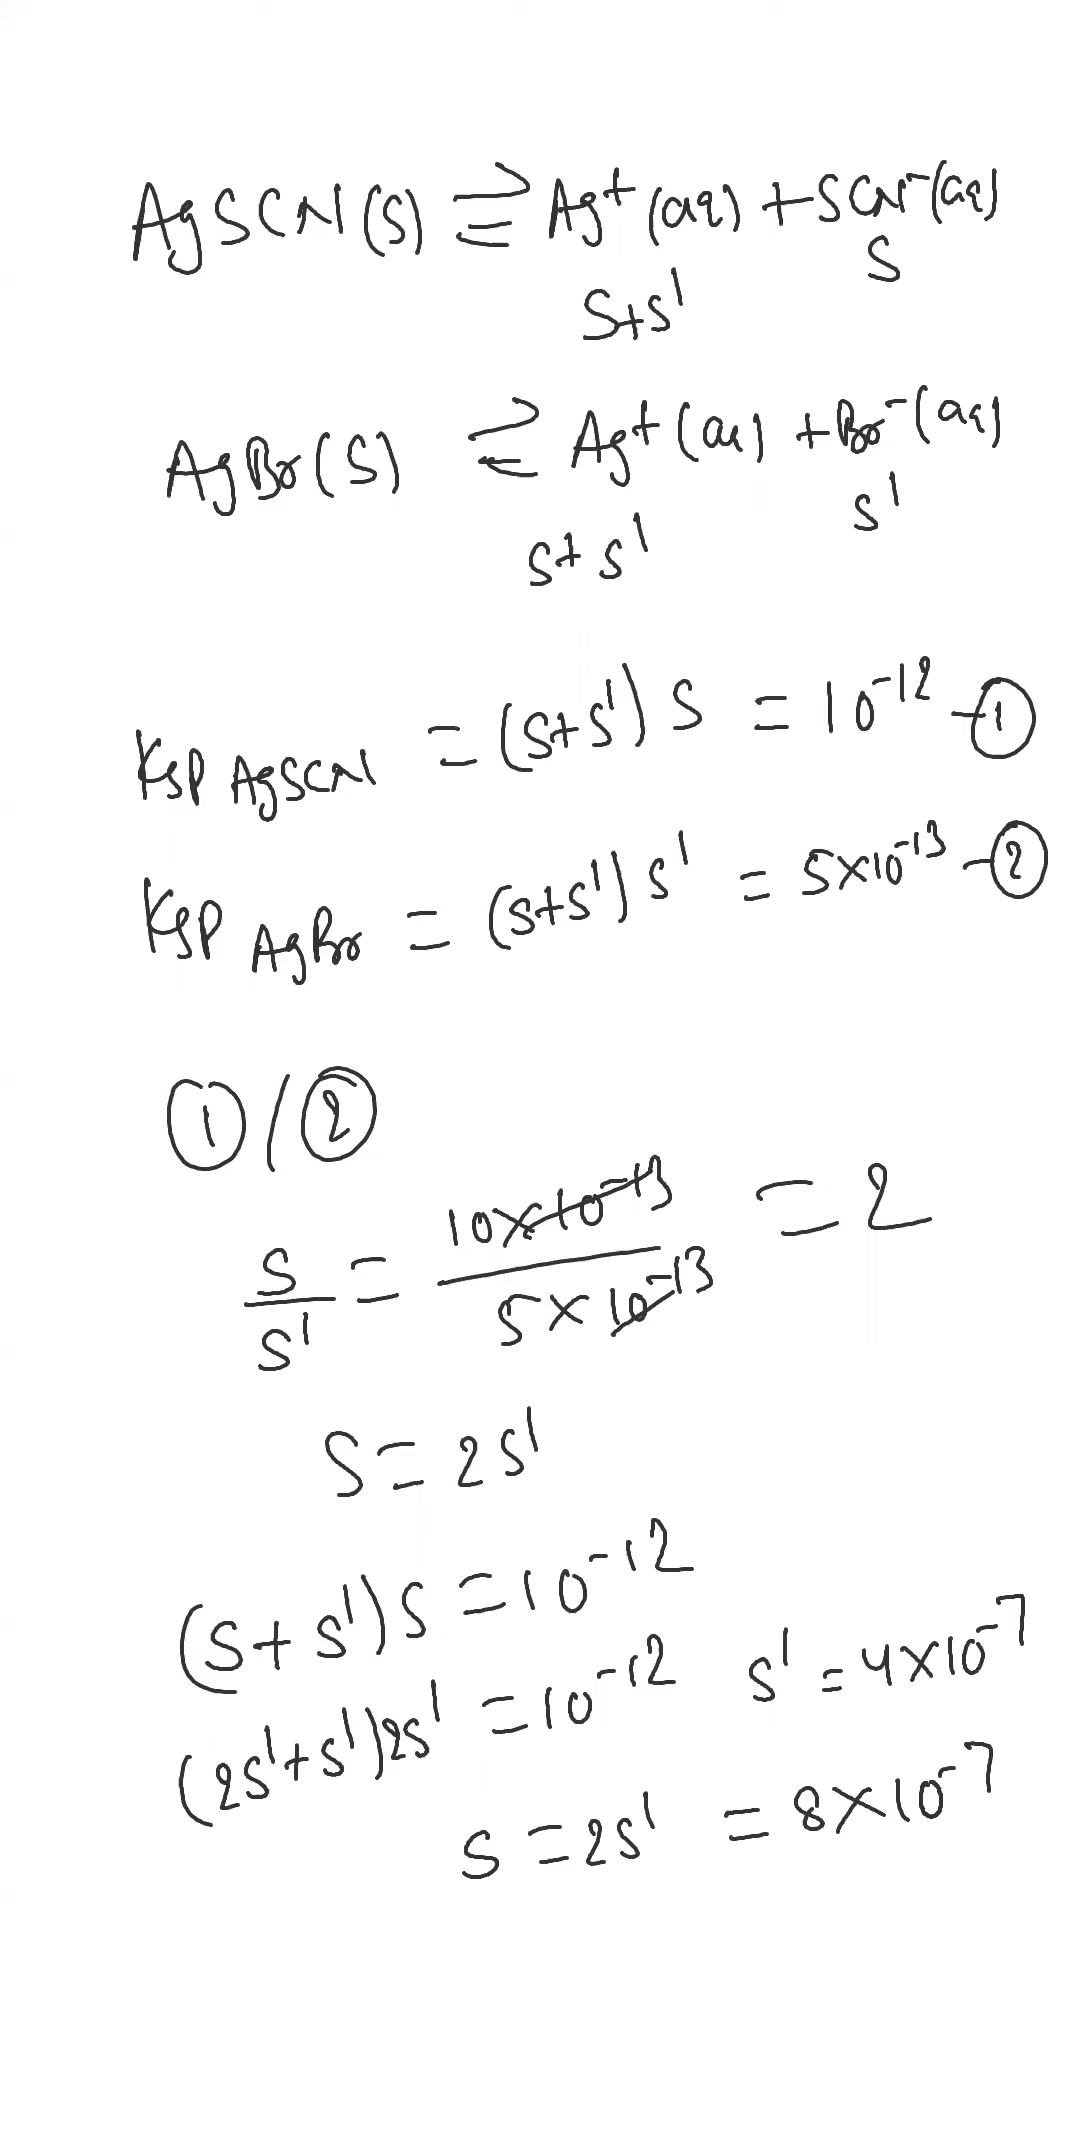 AgSCN(s) ⇌ Ag⁺(aq) + SCN⁻(aq)
S+s' S
AgBr(s) ⇌ Ag⁺(aq) + Br⁻(aq)
s+s' s'
Ksp AgSCN = (s+s')s = 10⁻¹² -①
Ksp AgBr = (s+s')s' = 5×10⁻¹³ -②
①/②
s/s' = 10×10⁻¹³/5×10⁻¹³ = 2
S = 2s'
(s+s')s = 10⁻¹²
(2s'+s')2s' = 10⁻¹² s' = 4×10⁻⁷
s = 2s' = 8×10⁻⁷